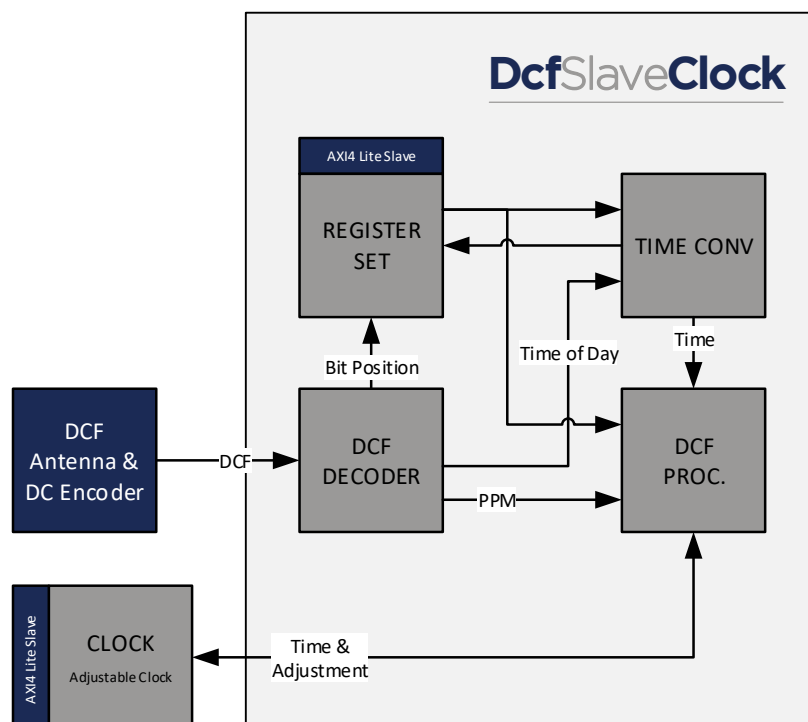 DcfSlaveClock
AXI4 Lite Slave
REGISTER
SET
TIME CONV
Time of Day
Time
Bit Position
DCF
Antenna &
DC Encoder
DCF
DCF
DECODER
PPM
DCF
PROC.
AXI4 Lite Slave
CLOCK
Adjustable Clock
Time &
Adjustment